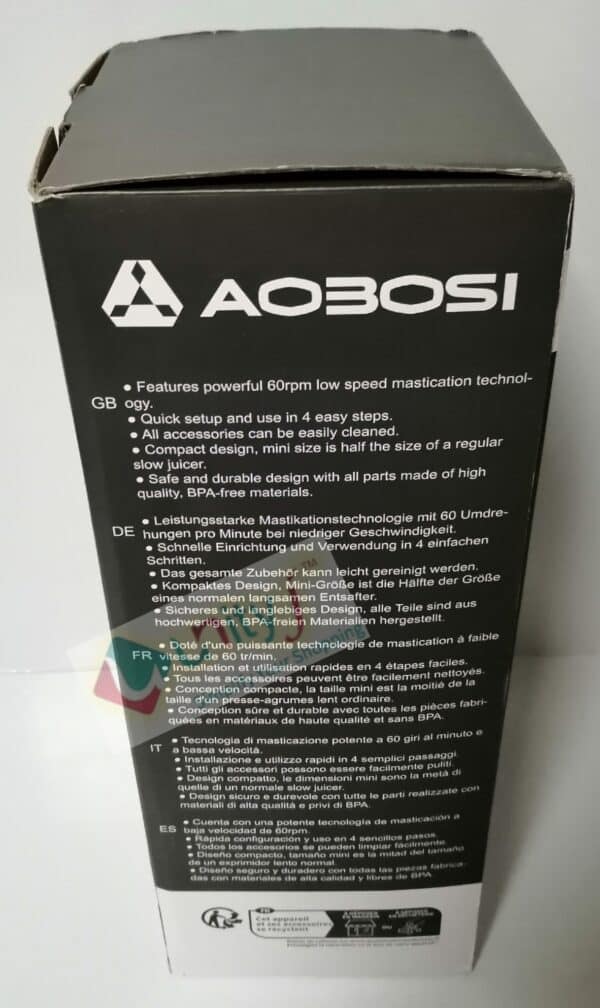 AOBOSI
• Features powerful 60rpm low speed mastication technol-
GB ogy.
• Quick setup and use in 4 easy steps.
• All accessories can be easily cleaned.
• Compact design, mini size is half the size of a regular
slow juicer.
• Safe and durable design with all parts made of high
quality, BPA-free materials.
• Leistungsstarke Mastikationstechnologie mit 60 Umdre-
DE hungen pro Minute bei niedriger Geschwindigkeit.
• Schnelle Einrichtung und Verwendung in 4 einfachen
Schritten.
• Das gesamte Zubehör kann leicht gereinigt werden.
• Kompaktes Design, Mini-Größe ist die Hälfte der Größe
eines normalen langsamen Entsafter.
• Sicheres und langlebiges Design, alle Teile sind aus
hochwertigen, BPA-freien Materialien hergestellt.
• Doté d'une puissante technologie de mastication à faible
FR vitesse de 60 tr/min.
• Installation et utilisation rapides en 4 étapes faciles.
• Tous les accessoires peuvent être facilement nettoyés.
• Conception compacte, la taille mini est la moitié de la
taille d'un presse-agrumes lent ordinaire.
• Conception sûre et durable avec toutes les pièces fabri-
quées en matériaux de haute qualité et sans BPA.
• Tecnologia di masticazione potente a 60 giri al minuto e
IT a bassa velocità.
• Installazione e utilizzo rapidi in 4 semplici passaggi.
• Tutti gli accessori possono essere facilmente puliti.
• Design compatto, le dimensioni mini sono la metà di
quelle di un normale slow juicer.
• Design sicuro e durevole con tutte le parti realizzate con
materiali di alta qualità e privi di BPA.
• Cuenta con una potente tecnología de masticación a
ES baja velocidad de 60rpm.
• Rápida configuración y uso en 4 sencillos pasos.
• Todos los accesorios se pueden limpiar fácilmente.
• Diseño compacto, tamaño mini es la mitad del tamaño
de un exprimidor lento normal.
• Diseño seguro y duradero con todas las piezas fabrica-
das con materiales de alta calidad y libres de BPA.
FR
Cet appareil
et ses accessoires
se recyclent
À DÉPOSER
EN MAGASIN
OU
À DÉPOSER
EN DÉCHÈTERIE